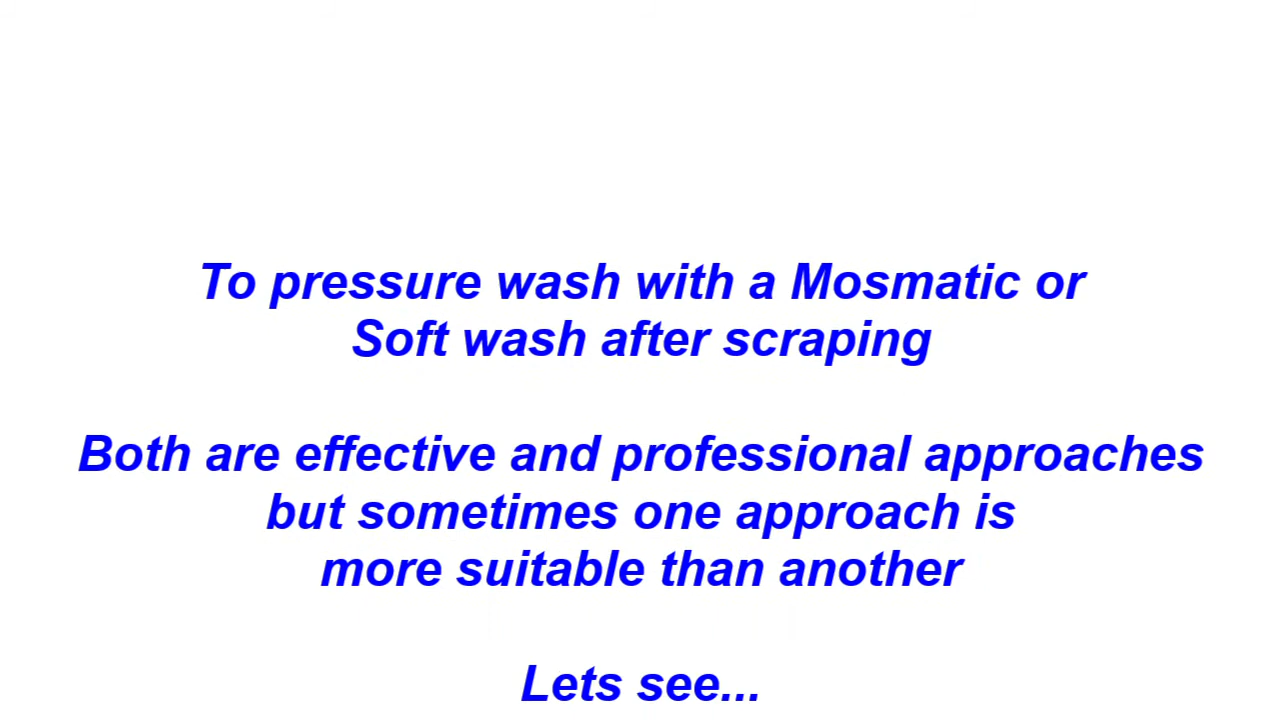 To pressure wash with a Mosmatic or
Soft wash after scraping
Both are effective and professional approaches
but sometimes one approach is
more suitable than another
Lets see...